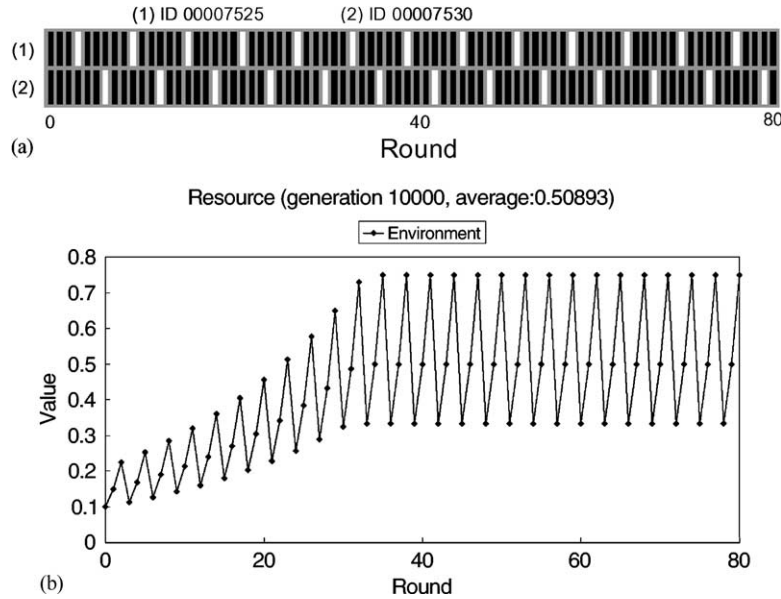 (1) ID 00007525 (2) ID 00007530
(1)
(2)
0 40 80
(a) Round
Resource (generation 10000, average:0.50893)
Environment
0.8
0.7
0.6
0.5
0.4
0.3
0.2
0.1
0
Value
0 20 40 60 80
(b) Round